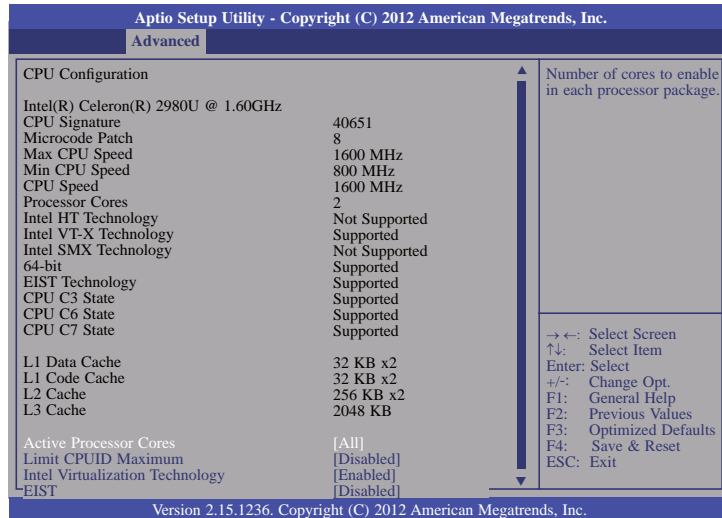 Aptio Setup Utility - Copyright (C) 2012 American Megatrends, Inc.
Advanced
CPU Configuration
Intel(R) Celeron(R) 2980U @ 1.60GHz
CPU Signature 40651
Microcode Patch 8
Max CPU Speed 1600 MHz
Min CPU Speed 800 MHz
CPU Speed 1600 MHz
Processor Cores 2
Intel HT Technology Not Supported
Intel VT-X Technology Supported
Intel SMX Technology Not Supported
64-bit Supported
EIST Technology Supported
CPU C3 State Supported
CPU C6 State Supported
CPU C7 State Supported
L1 Data Cache 32 KB x2
L1 Code Cache 32 KB x2
L2 Cache 256 KB x2
L3 Cache 2048 KB
Active Processor Cores [All]
Limit CPUID Maximum [Disabled]
Intel Virtualization Technology [Enabled]
EIST [Disabled]
Number of cores to enable
in each processor package.
→←: Select Screen
↑↓: Select Item
Enter: Select
+/-: Change Opt.
F1: General Help
F2: Previous Values
F3: Optimized Defaults
F4: Save & Reset
ESC: Exit
Version 2.15.1236. Copyright (C) 2012 American Megatrends, Inc.